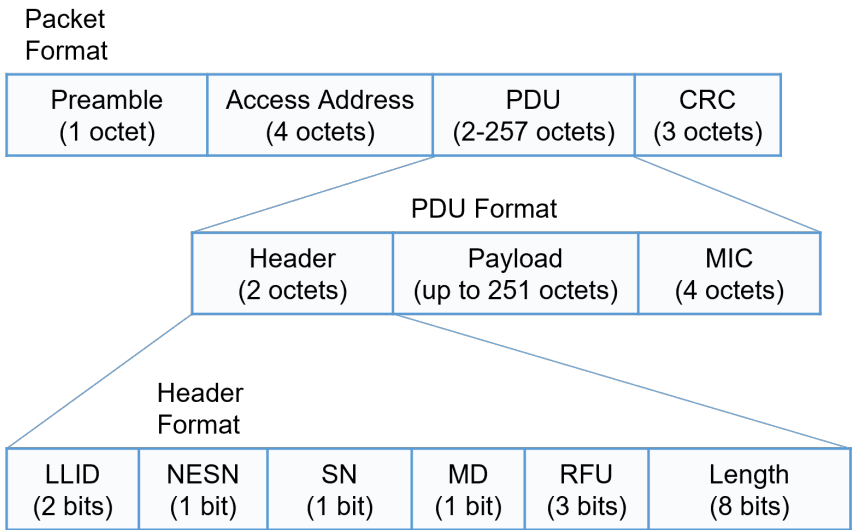 Packet
Format
Preamble
(1 octet)
Access Address
(4 octets)
PDU
(2-257 octets)
CRC
(3 octets)
PDU Format
Header
(2 octets)
Payload
(up to 251 octets)
MIC
(4 octets)
Header
Format
LLID
(2 bits)
NESN
(1 bit)
SN
(1 bit)
MD
(1 bit)
RFU
(3 bits)
Length
(8 bits)